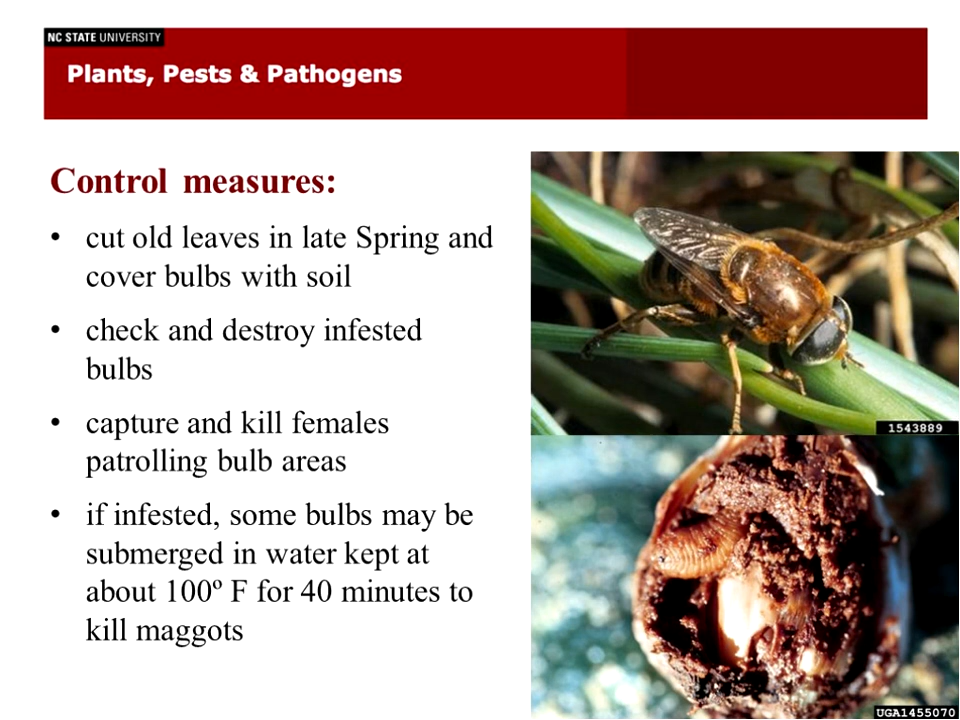 NC STATE UNIVERSITY
Plants, Pests & Pathogens
Control measures:
• cut old leaves in late Spring and
cover bulbs with soil
• check and destroy infested
bulbs
• capture and kill females
patrolling bulb areas
• if infested, some bulbs may be
submerged in water kept at
about 100º F for 40 minutes to
kill maggots
1543889
UGA1455070